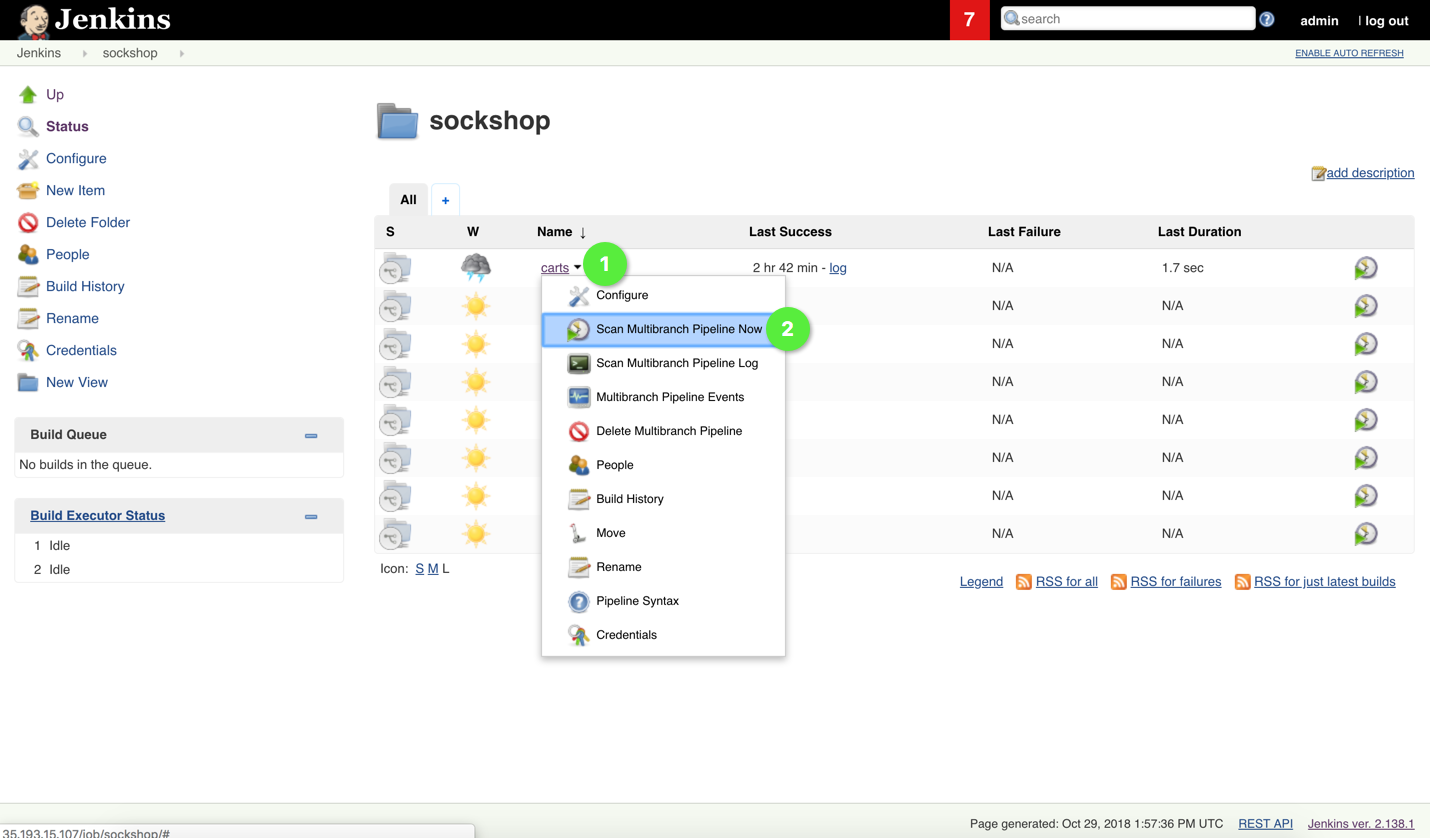 Jenkins
7
search
admin
| log out
Jenkins
sockshop
ENABLE AUTO REFRESH
Up
Status
Configure
New Item
Delete Folder
People
Build History
Rename
Credentials
New View
Build Queue
No builds in the queue.
Build Executor Status
1 Idle
2 Idle
sockshop
add description
All +
S W Name ↓ Last Success Last Failure Last Duration
carts 1 2 hr 42 min - log N/A 1.7 sec
N/A N/A
N/A N/A
N/A N/A
N/A N/A
N/A N/A
N/A N/A
N/A N/A
Configure
Scan Multibranch Pipeline Now 2
Scan Multibranch Pipeline Log
Multibranch Pipeline Events
Delete Multibranch Pipeline
People
Build History
Move
Rename
Pipeline Syntax
Credentials
Icon: S M L
Legend RSS for all RSS for failures RSS for just latest builds
Page generated: Oct 29, 2018 1:57:36 PM UTC REST API Jenkins ver. 2.138.1
35.193.15.107/job/sockshop/#